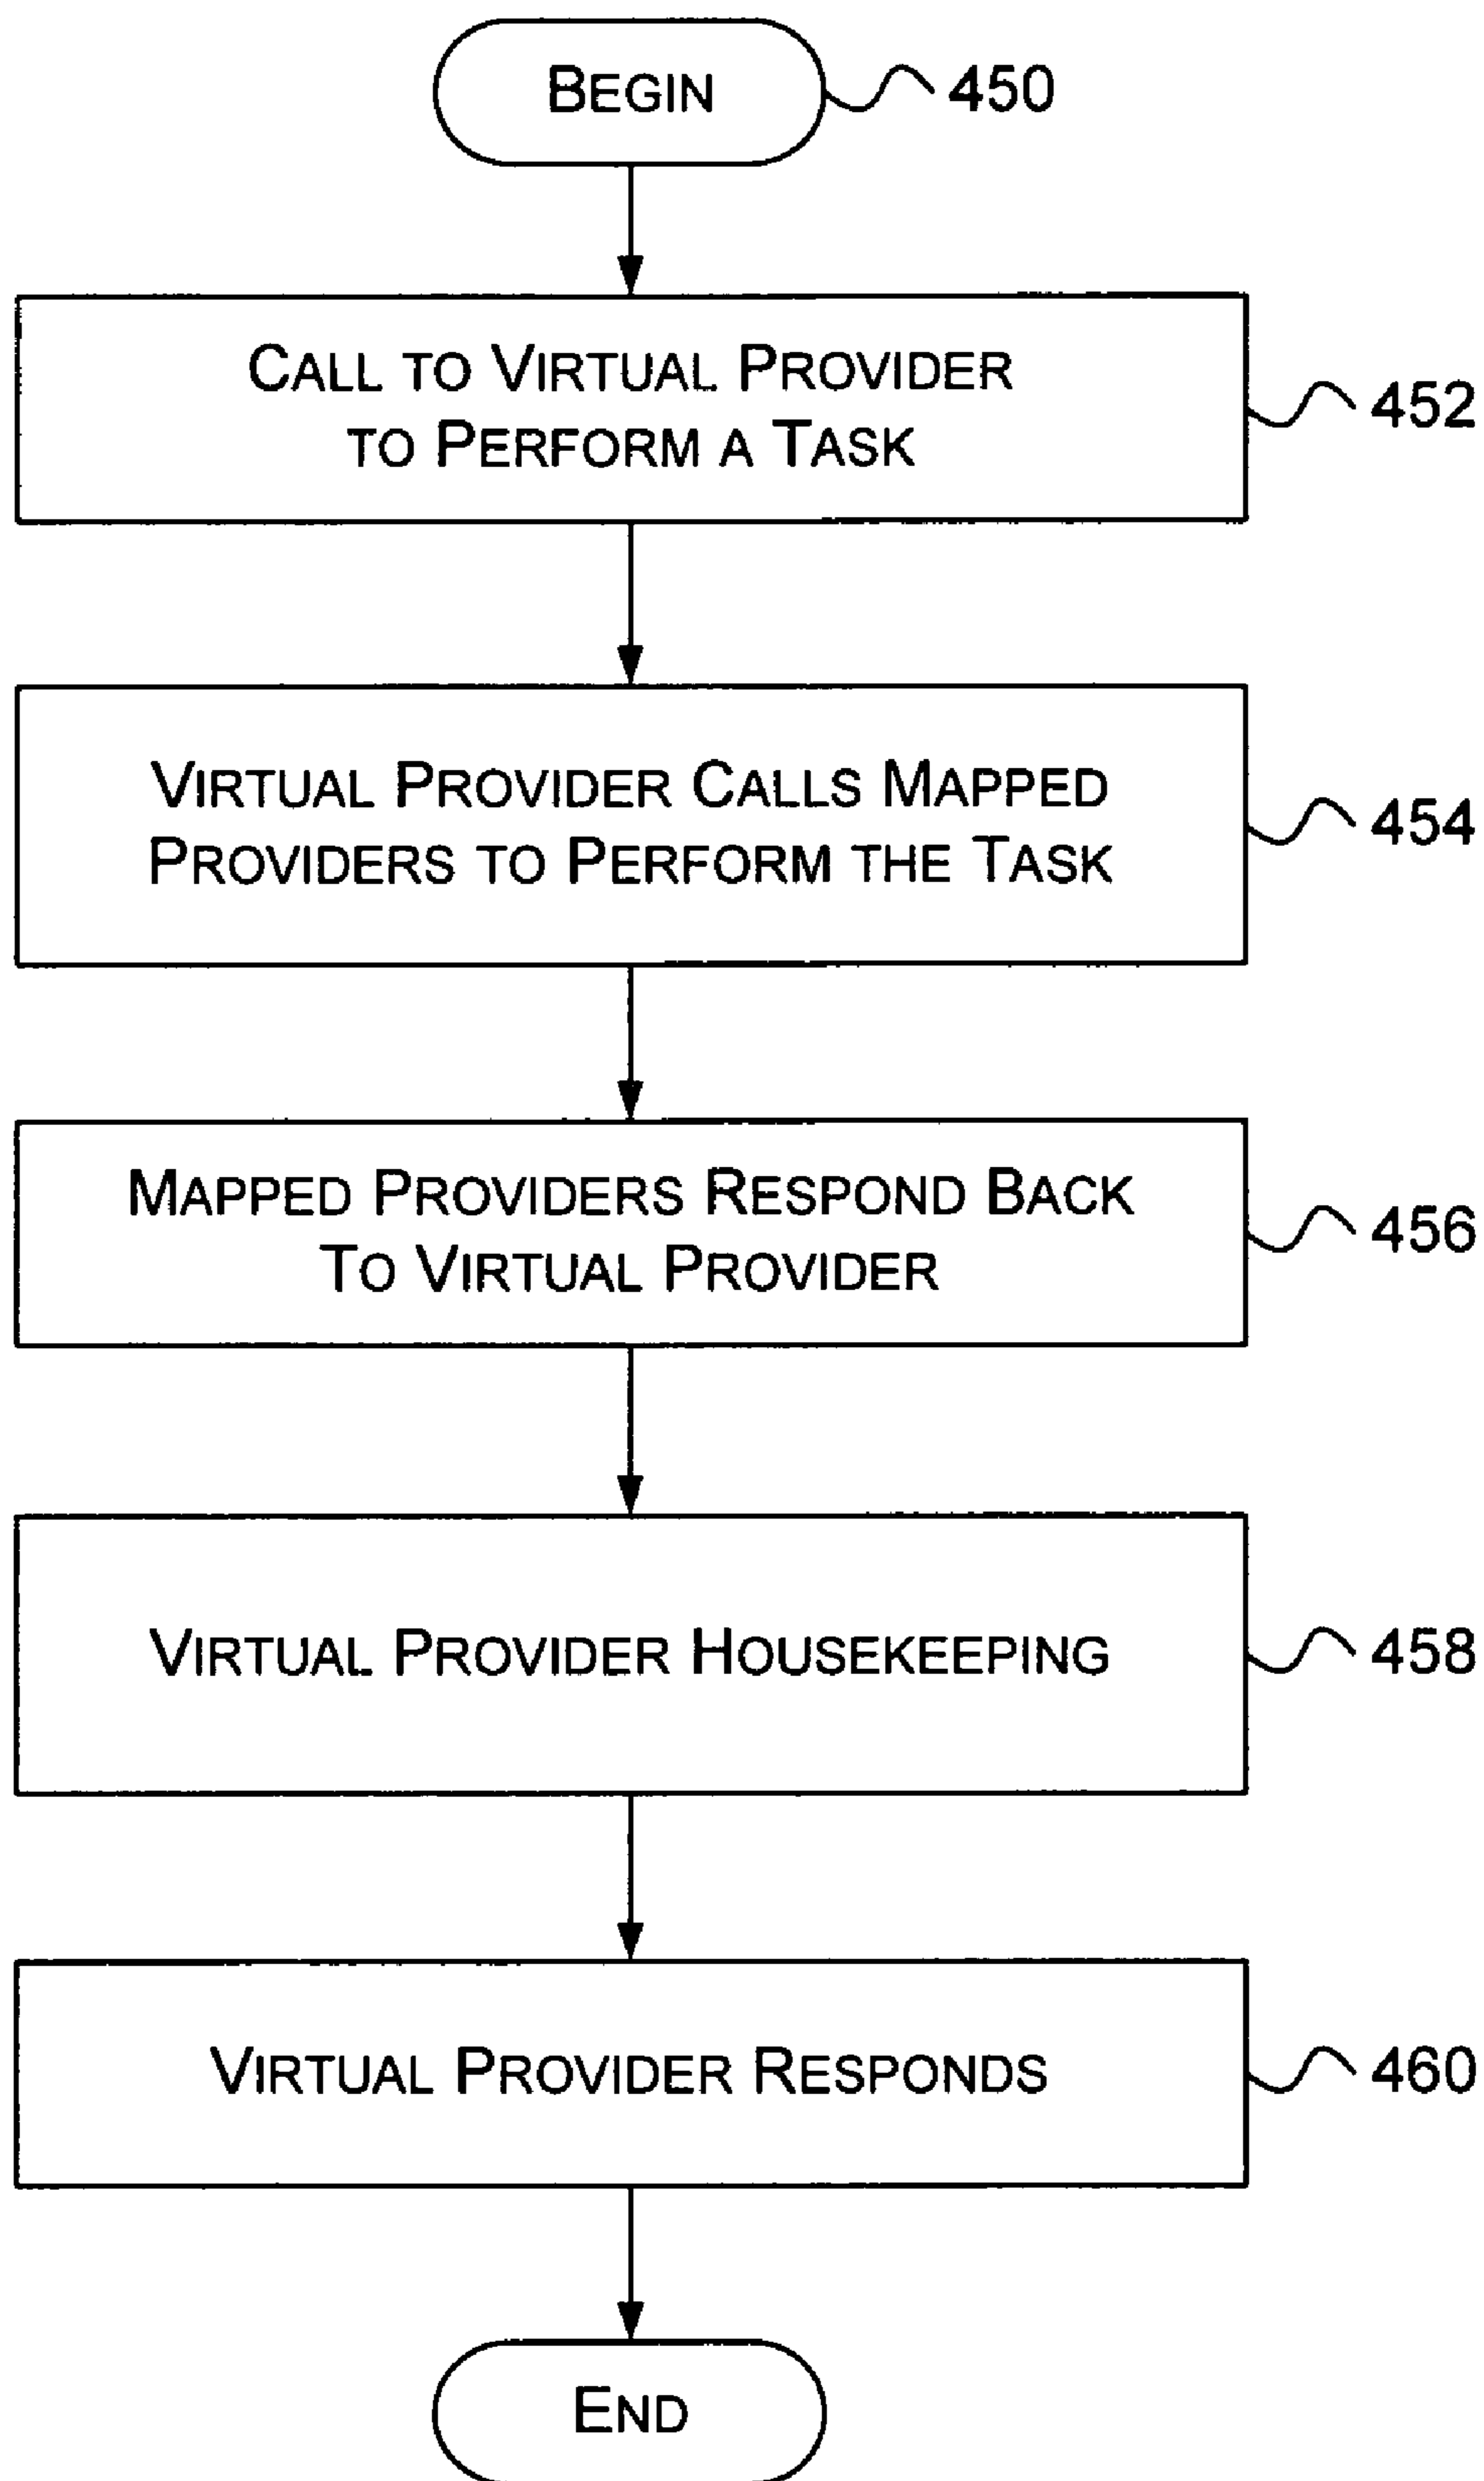 BEGIN
450
CALL TO VIRTUAL PROVIDER
TO PERFORM A TASK
452
VIRTUAL PROVIDER CALLS MAPPED
PROVIDERS TO PERFORM THE TASK
454
MAPPED PROVIDERS RESPOND BACK
TO VIRTUAL PROVIDER
456
VIRTUAL PROVIDER HOUSEKEEPING
458
VIRTUAL PROVIDER RESPONDS
460
END